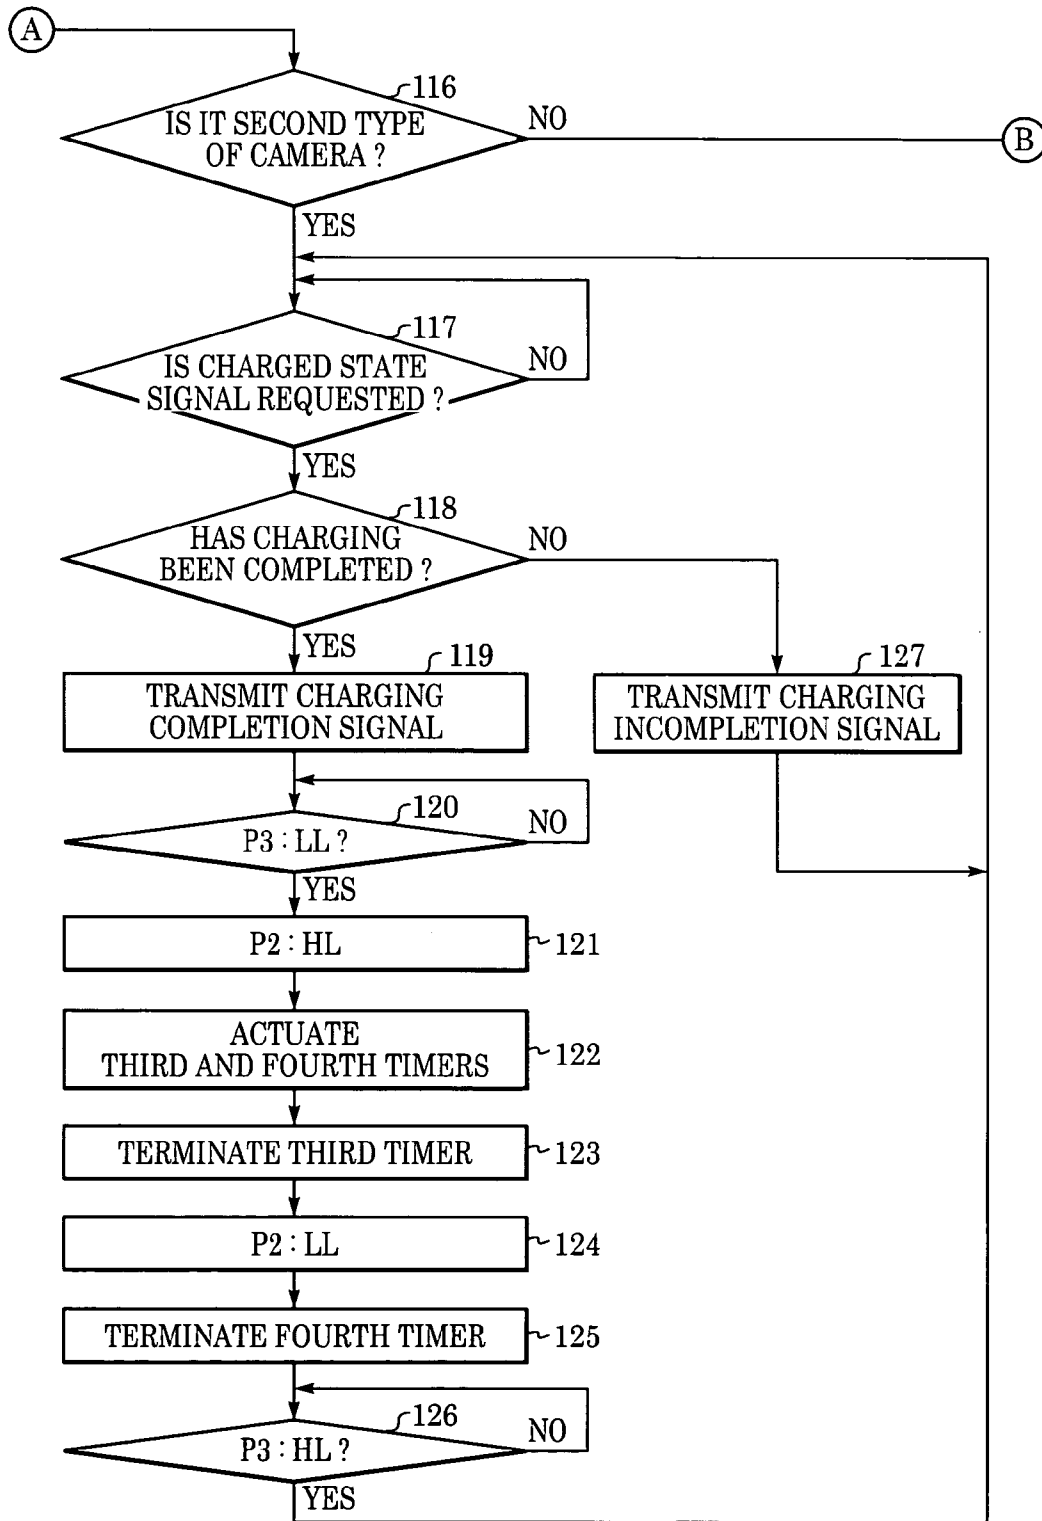 A
116
IS IT SECOND TYPE
OF CAMERA ?
NO
B
YES
117
IS CHARGED STATE
SIGNAL REQUESTED ?
NO
YES
118
HAS CHARGING
BEEN COMPLETED ?
NO
YES
119
TRANSMIT CHARGING
COMPLETION SIGNAL
127
TRANSMIT CHARGING
INCOMPLETION SIGNAL
120
P3 : LL ?
NO
YES
P2 : HL
121
ACTUATE
THIRD AND FOURTH TIMERS
122
TERMINATE THIRD TIMER
123
P2 : LL
124
TERMINATE FOURTH TIMER
125
126
P3 : HL ?
NO
YES